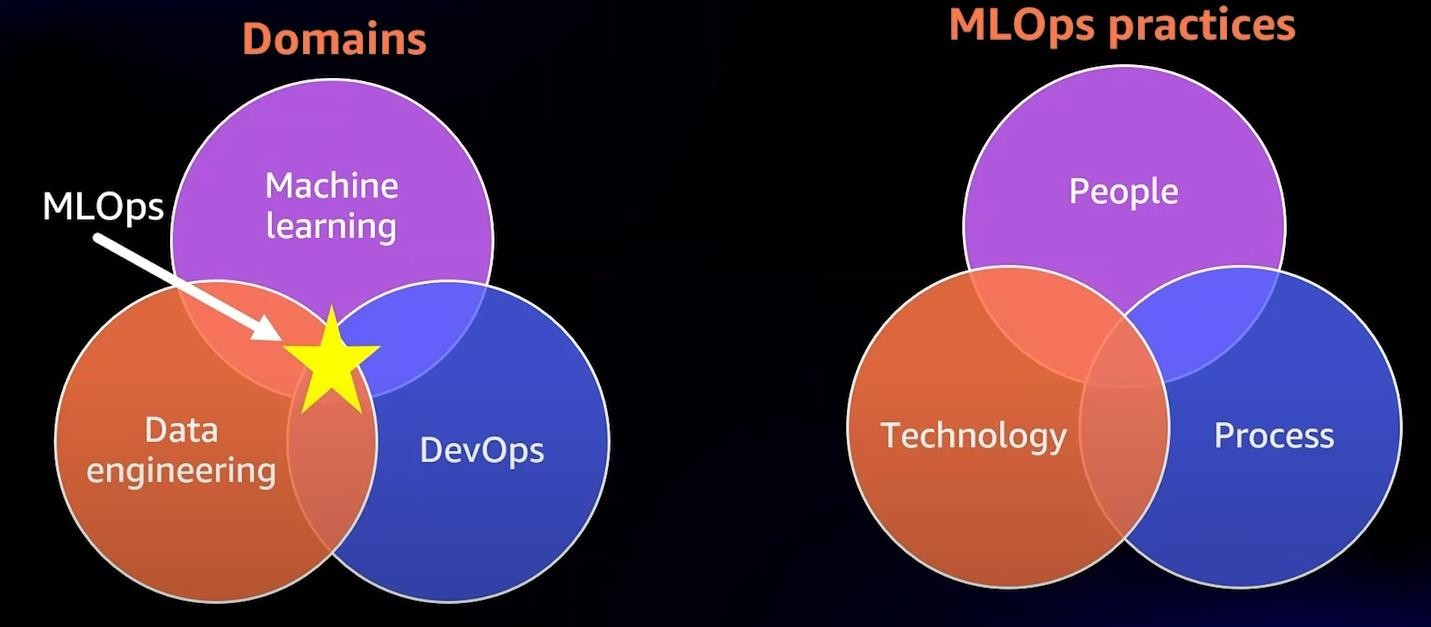 Domains
MLOps
Machine
learning
Data
engineering
DevOps
MLOps practices
People
Technology
Process